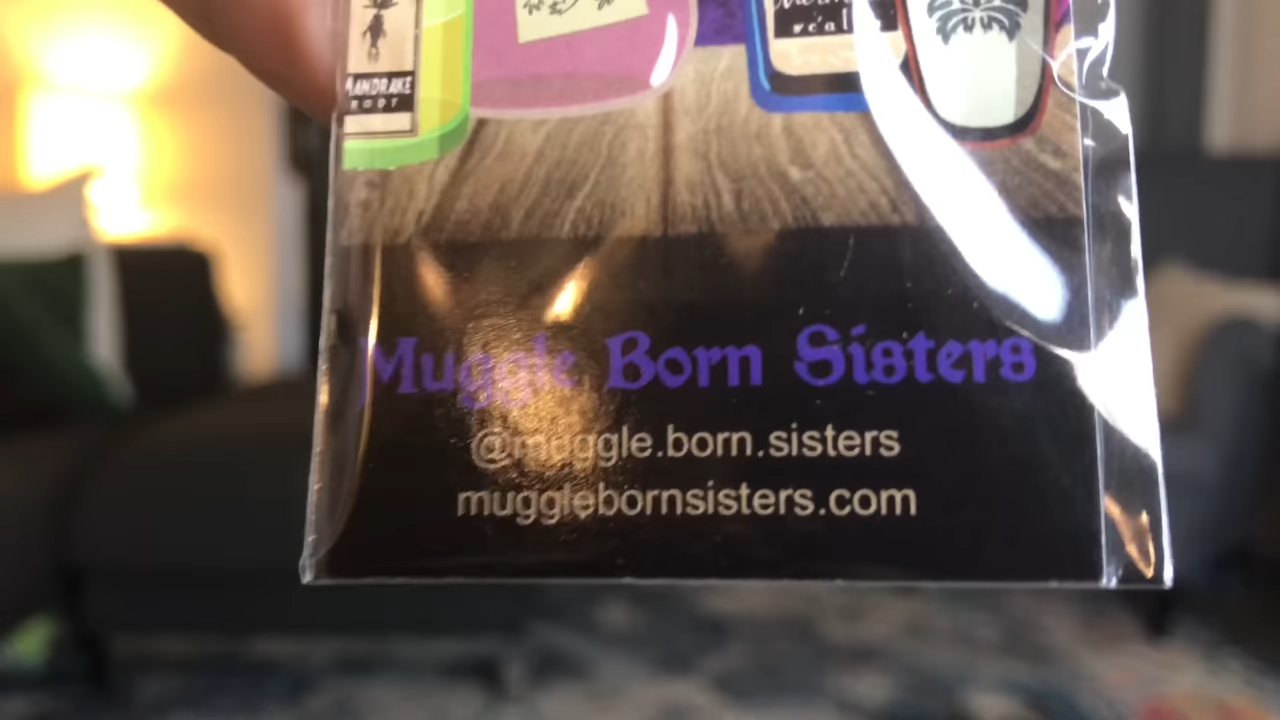 MANDRAKE
ROOT
Muggle Born Sisters
@muggle.born.sisters
mugglebornsisters.com